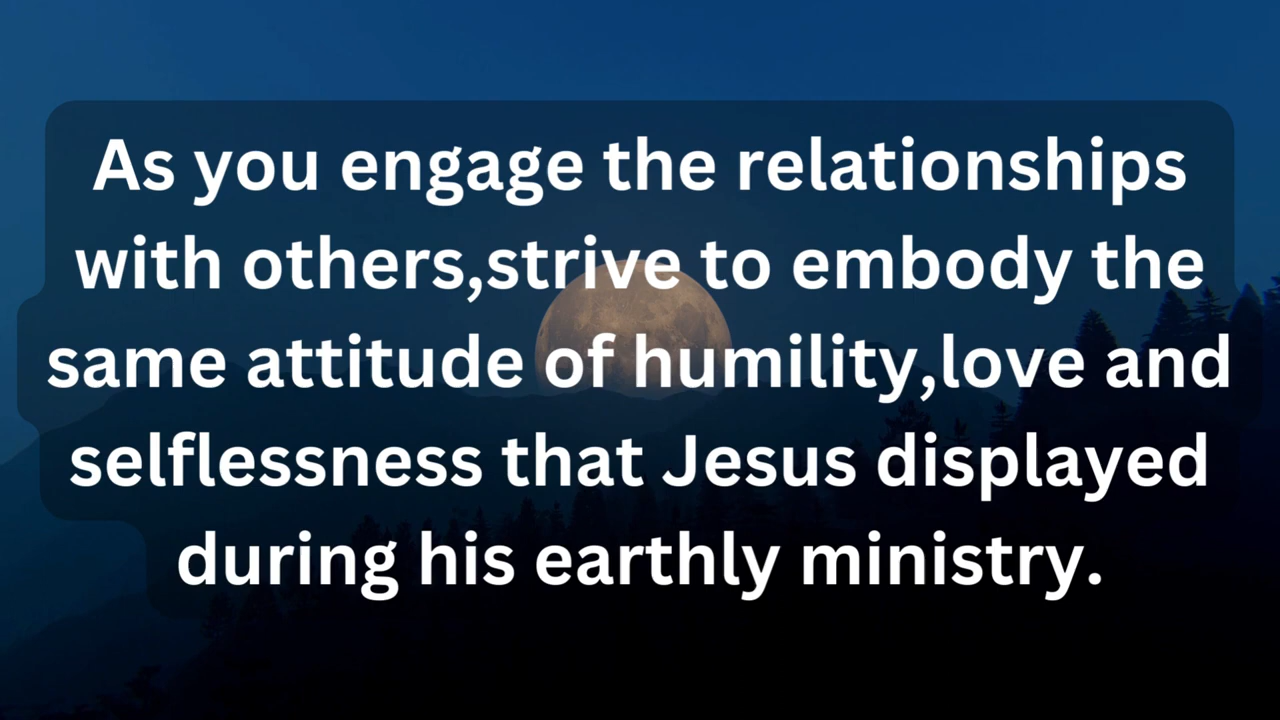 As you engage the relationships
with others,strive to embody the
same attitude of humility,love and
selflessness that Jesus displayed
during his earthly ministry.